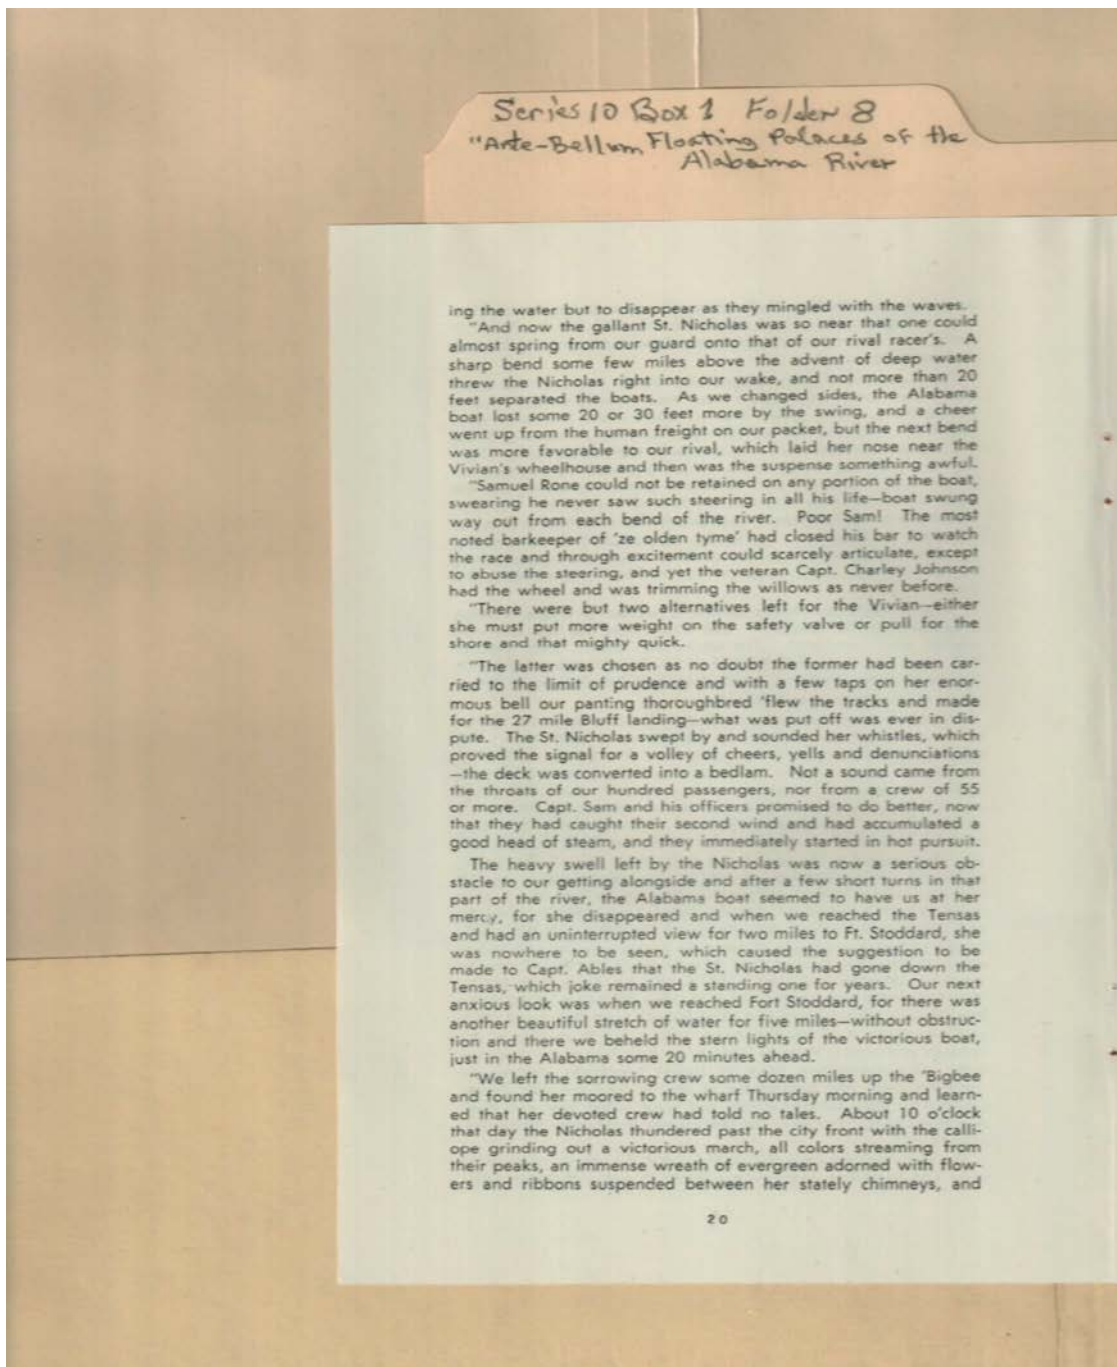 Series 10 Box 1 Folder 8
"Ante-Bellum Floating Palaces of the
Alabama River
ing the water but to disappear as they mingled with the waves.
"And now the gallant St. Nicholas was so near that one could
almost spring from our guard onto that of our rival racer's. A
sharp bend some few miles above the advent of deep water
threw the Nicholas right into our wake, and not more than 20
feet separated the boats. As we changed sides, the Alabama
boat lost some 20 or 30 feet more by the swing, and a cheer
went up from the human freight on our packet, but the next bend
was more favorable to our rival, which laid her nose near the
Vivian's wheelhouse and then was the suspense something awful.
"Samuel Rone could not be retained on any portion of the boat,
swearing he never saw such steering in all his life—boat swung
way out from each bend of the river. Poor Sam! The most
noted barkeeper of 'ze olden tyme' had closed his bar to watch
the race and through excitement could scarcely articulate, except
to abuse the steering, and yet the veteran Capt. Charley Johnson
had the wheel and was trimming the willows as never before.
"There were but two alternatives left for the Vivian—either
she must put more weight on the safety valve or pull for the
shore and that mighty quick.
"The latter was chosen as no doubt the former had been car-
ried to the limit of prudence and with a few taps on her enor-
mous bell our panting thoroughbred 'flew the tracks and made
for the 27 mile Bluff landing—what was put off was ever in dis-
pute. The St. Nicholas swept by and sounded her whistles, which
proved the signal for a volley of cheers, yells and denunciations
—the deck was converted into a bedlam. Not a sound came from
the throats of our hundred passengers, nor from a crew of 55
or more. Capt. Sam and his officers promised to do better, now
that they had caught their second wind and had accumulated a
good head of steam, and they immediately started in hot pursuit.
The heavy swell left by the Nicholas was now a serious ob-
stacle to our getting alongside and after a few short turns in that
part of the river, the Alabama boat seemed to have us at her
mercy, for she disappeared and when we reached the Tensas
and had an uninterrupted view for two miles to Ft. Stoddard, she
was nowhere to be seen, which caused the suggestion to be
made to Capt. Ables that the St. Nicholas had gone down the
Tensas, which joke remained a standing one for years. Our next
anxious look was when we reached Fort Stoddard, for there was
another beautiful stretch of water for five miles—without obstruc-
tion and there we beheld the stern lights of the victorious boat,
just in the Alabama some 20 minutes ahead.
"We left the sorrowing crew some dozen miles up the 'Bigbee
and found her moored to the wharf Thursday morning and learn-
ed that her devoted crew had told no tales. About 10 o'clock
that day the Nicholas thundered past the city front with the calli-
ope grinding out a victorious march, all colors streaming from
their peaks, an immense wreath of evergreen adorned with flow-
ers and ribbons suspended between her stately chimneys, and
20